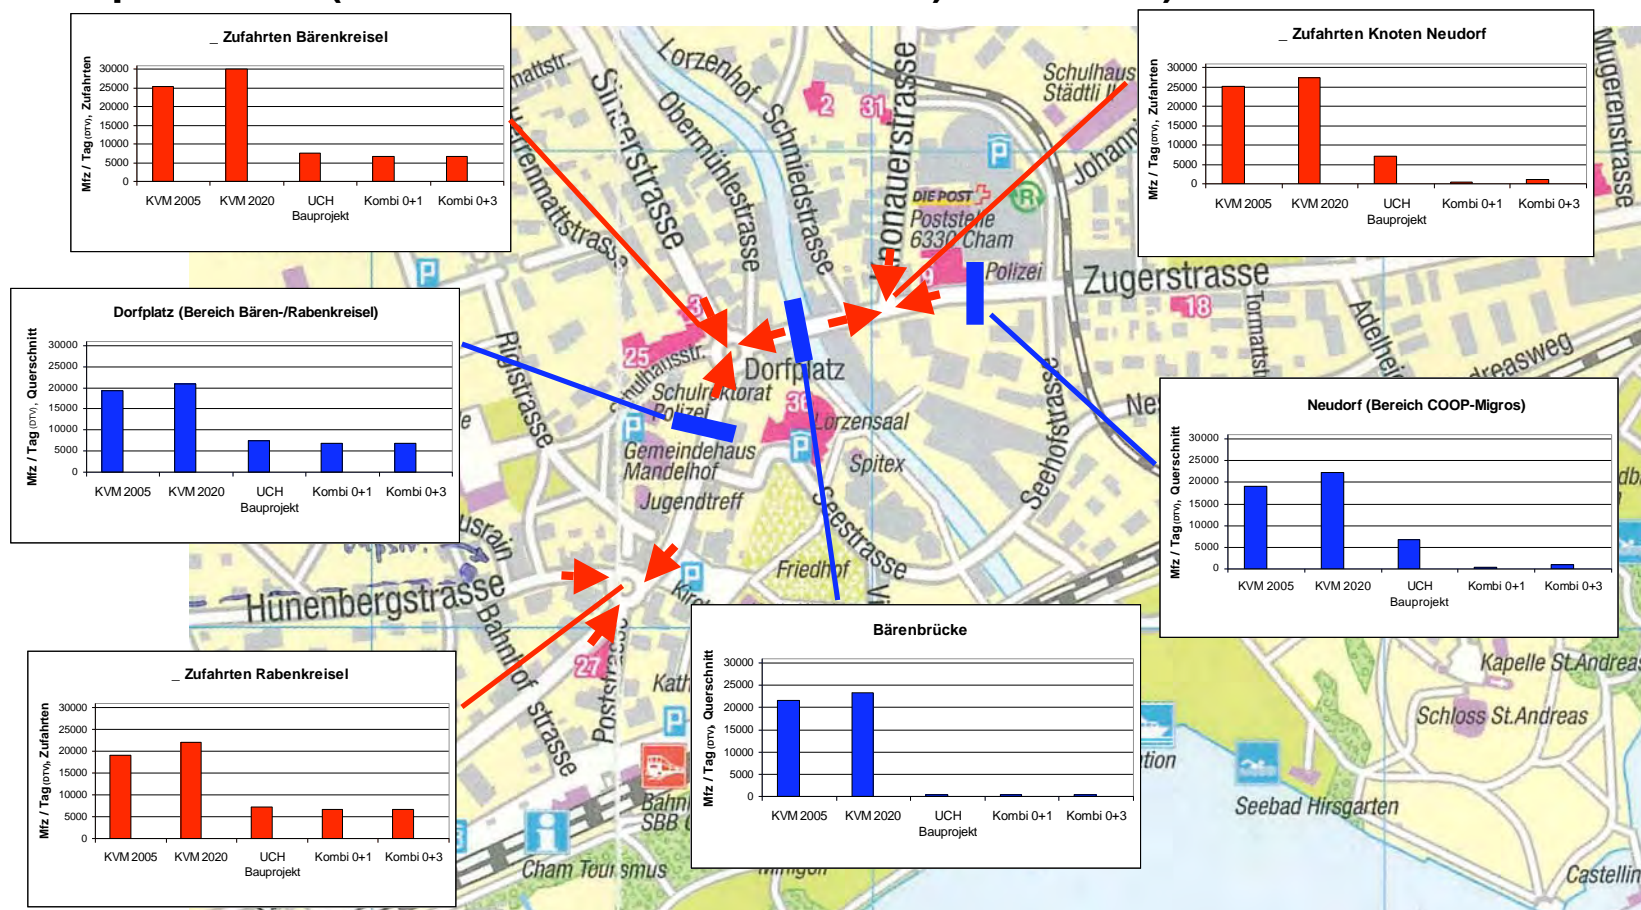 _ Zufahrten Bärenkreisel
Mfz / Tag (DTV), Zufahrten
30000
25000
20000
15000
10000
5000
0
KVM 2005 KVM 2020 UCH Bauprojekt Kombi 0+1 Kombi 0+3
_ Zufahrten Knoten Neudorf
Mfz / Tag (DTV), Zufahrten
30000
25000
20000
15000
10000
5000
0
KVM 2005 KVM 2020 UCH Bauprojekt Kombi 0+1 Kombi 0+3
Dorfplatz (Bereich Bären-/Rabenkreisel)
Mfz / Tag (DTV), Querschnitt
30000
25000
20000
15000
10000
5000
0
KVM 2005 KVM 2020 UCH Bauprojekt Kombi 0+1 Kombi 0+3
Neudorf (Bereich COOP-Migros)
Mfz / Tag (DTV), Querschnitt
30000
25000
20000
15000
10000
5000
0
KVM 2005 KVM 2020 UCH Bauprojekt Kombi 0+1 Kombi 0+3
Bärenbrücke
Mfz / Tag (DTV), Querschnitt
30000
25000
20000
15000
10000
5000
0
KVM 2005 KVM 2020 UCH Bauprojekt Kombi 0+1 Kombi 0+3
_ Zufahrten Rabenkreisel
Mfz / Tag (DTV), Zufahrten
30000
25000
20000
15000
10000
5000
0
KVM 2005 KVM 2020 UCH Bauprojekt Kombi 0+1 Kombi 0+3
mattstr.
Lorzenhof
Obermühlestrasse
Schmiedstrasse
Schulhaus
Städtli II
Mugerenstrasse
2
31
P
DIE POST
R
Poststelle
6330 Cham
9
Polizei
Zugerstrasse
18
P
3
25
Schulhausstr.
Dorfplatz
Schulrektorat
Polizei
36
Lorzensaal
P
P
Gemeindehaus
Mandelhof
Spitex
Jugendtreff
Rigistrasse
Seehofstrasse
Seestrasse
Friedhof
P
Hünenbergstrasse
Bahnhof strasse
27
P
Kapelle St.Andreas
Schloss St.Andreas
Seebad Hirsgarten
i
Cham Tourismus